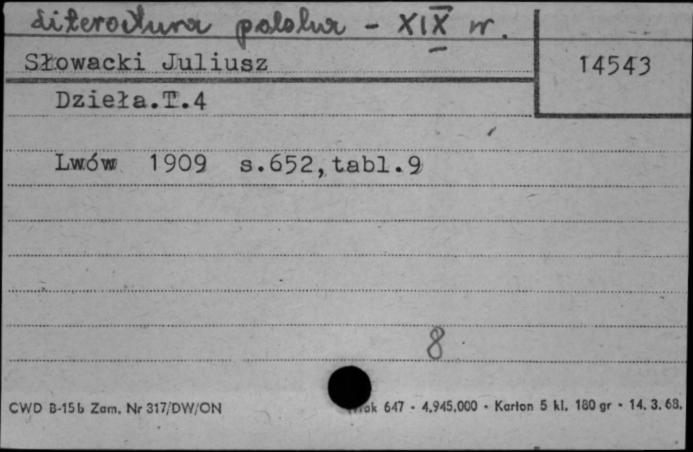 Literatura polska - XIX w.
Słowacki Juliusz
14543
Dzieła.T.4
Lwów 1909 s.652,tabl.9
8
CWD B-15b Zam. Nr 317/DW/ON
647 - 4.945.000 - Karton 5 kl. 180 gr - 14. 3. 68.